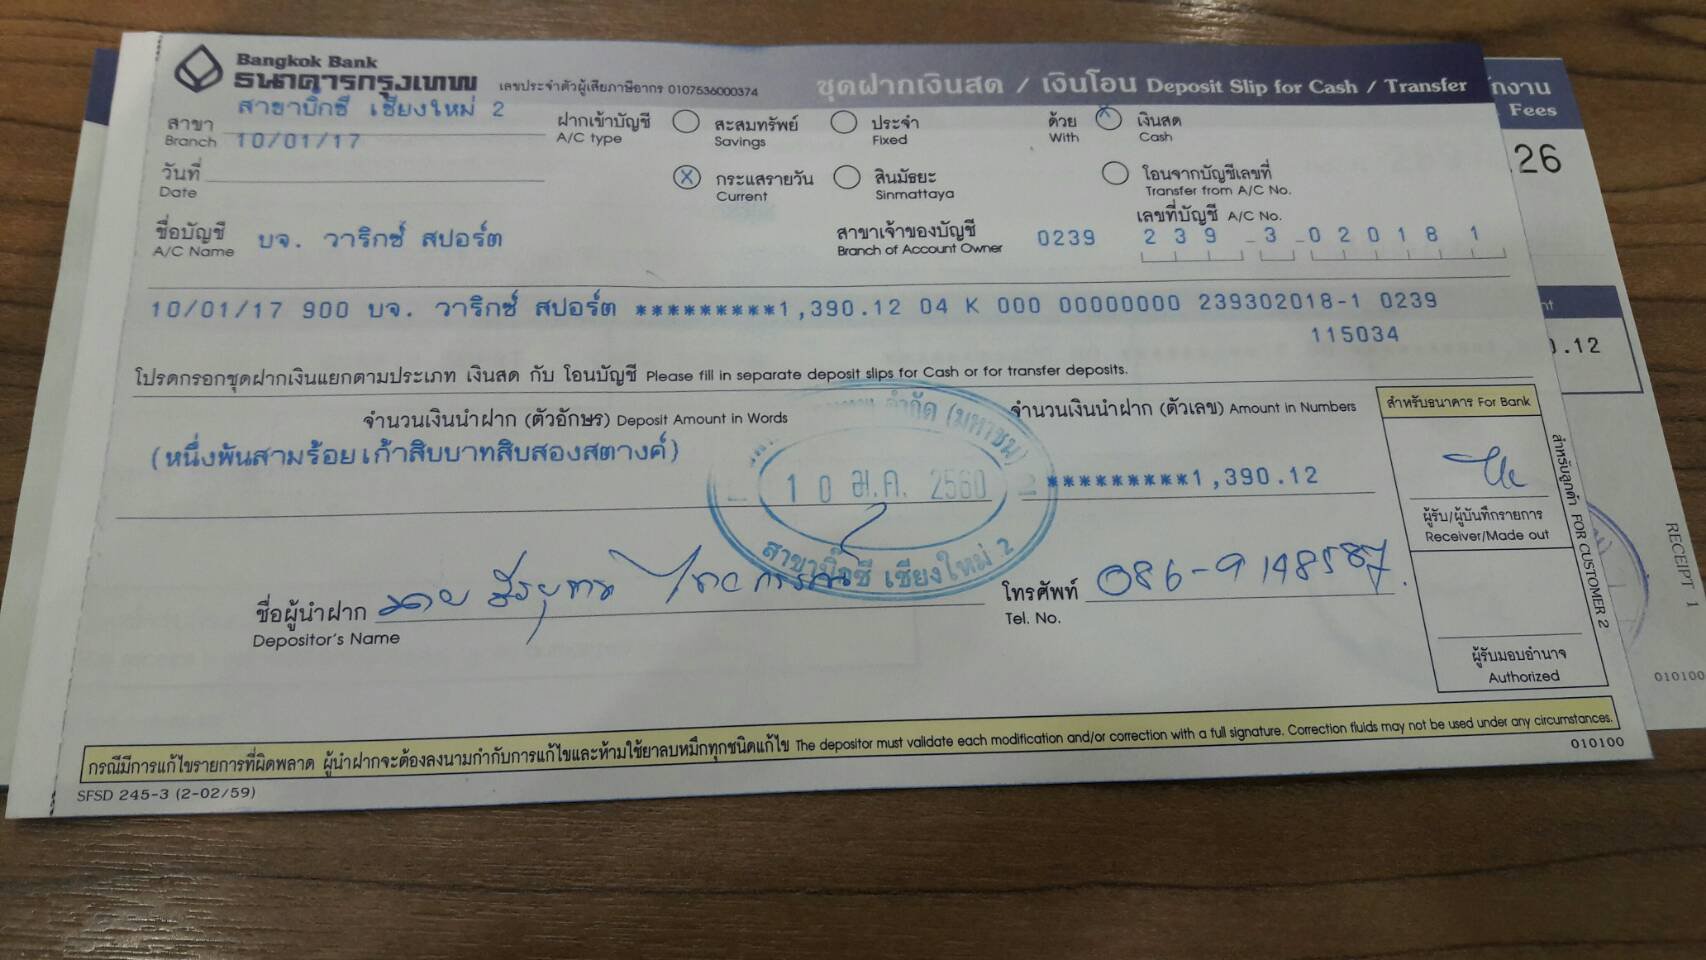 Bangkok Bank
ธนาคารกรุงเทพ
เลขประจำตัวผู้เสียภาษีอากร 0107536000374
ชุดฝากเงินสด / เงินโอน Deposit Slip for Cash / Transfer
สาขา Branch สาขาบิ๊กซี เชียงใหม่ 2
10/01/17
ฝากเข้าบัญชี A/C type
สะสมทรัพย์ Savings
ประจำ Fixed
ด้วย With
X เงินสด Cash
วันที่ Date
X กระแสรายวัน Current
สินมัธยะ Sinmattaya
โอนจากบัญชีเลขที่ Transfer from A/C No.
ชื่อบัญชี A/C Name บจ. วาริกซ์ สปอร์ต
สาขาเจ้าของบัญชี Branch of Account Owner 0239
เลขที่บัญชี A/C No.
239-3-02018 1
10/01/17 900 บจ. วาริกซ์ สปอร์ต *********1,390.12 04 K 000 00000000 239302018-1 0239
115034
โปรดกรอกชุดฝากเงินแยกตามประเภท เงินสด กับ โอนบัญชี Please fill in separate deposit slips for Cash or for transfer deposits.
จำนวนเงินนำฝาก (ตัวอักษร) Deposit Amount in Words
จำนวนเงินนำฝาก (ตัวเลข) Amount in Numbers
(หนึ่งพันสามร้อยเก้าสิบบาทสิบสองสตางค์)
*********1,390.12
จำกัด (มหาชน)
10 ม.ค. 2560
สาขาบิ๊กซี เชียงใหม่ 2
ชื่อผู้นำฝาก Depositor's Name นาย
โทรศัพท์ Tel. No. 086-9148587
สำหรับธนาคาร For Bank
ผู้รับ/ผู้บันทึกรายการ
Receiver/Made out
ผู้รับมอบอำนาจ
Authorized
สำหรับลูกค้า FOR CUSTOMER 2
กรณีมีการแก้ไขรายการที่ผิดพลาด ผู้นำฝากจะต้องลงนามกำกับการแก้ไขและห้ามใช้ยาลบหมึกทุกชนิดแก้ไข The depositor must validate each modification and/or correction with a full signature. Correction fluids may not be used under any circumstances.
SFSD 245-3 (2-02/59)
010100
Fees
.26
.12
RECEIPT 1
010100